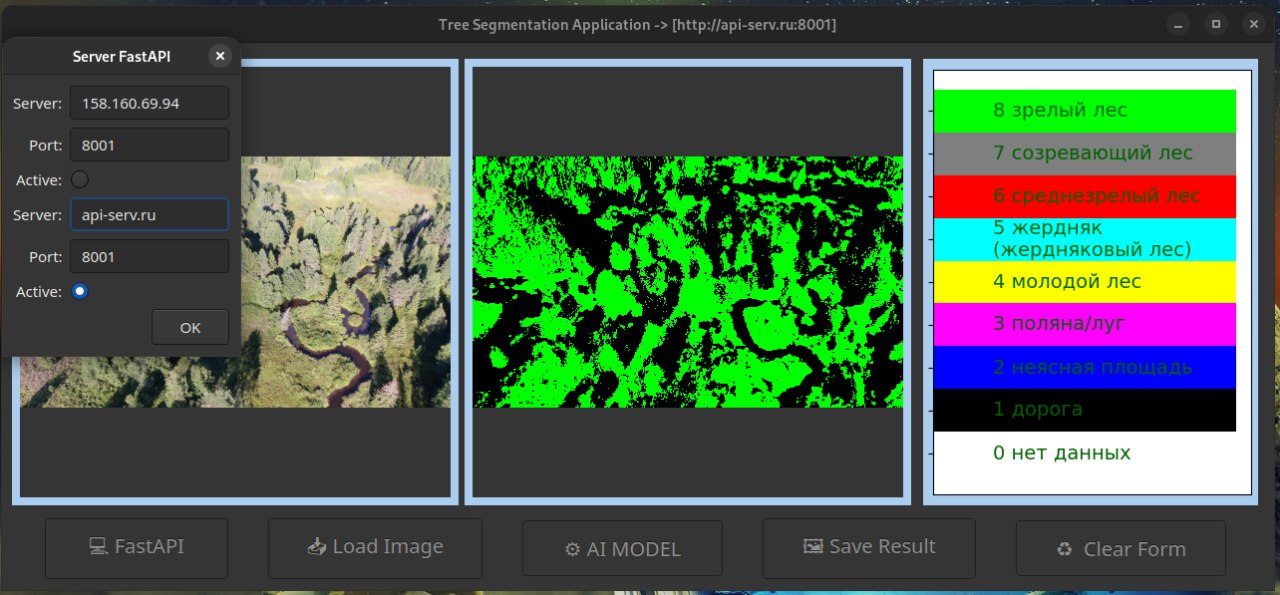 Tree Segmentation Application -> [http://api-serv.ru:8001]
Server FastAPI
Server: 158.160.69.94
Port: 8001
Active:
Server: api-serv.ru
Port: 8001
Active:
OK
8 зрелый лес
7 созревающий лес
6 среднезрелый лес
5 жердняк
(жердняковый лес)
4 молодой лес
3 поляна/луг
2 неясная площадь
1 дорога
0 нет данных
FastAPI
Load Image
AI MODEL
Save Result
Clear Form